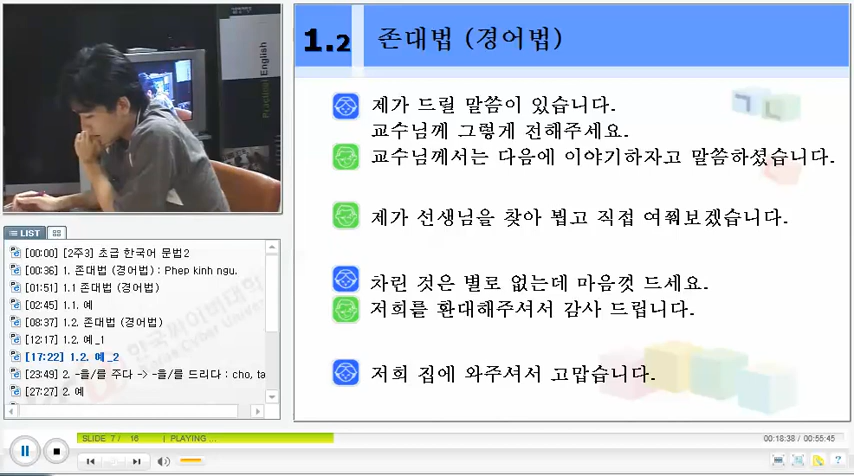 Practical English
1.2 존대법 (경어법)
제가 드릴 말씀이 있습니다.
교수님께 그렇게 전해주세요.
교수님께서는 다음에 이야기하자고 말씀하셨습니다.
제가 선생님을 찾아 뵙고 직접 여쭤보겠습니다.
차린 것은 별로 없는데 마음껏 드세요.
저희를 환대해주셔서 감사 드립니다.
저희 집에 와주셔서 고맙습니다.
LIST
[00:00] [2주3] 초급 한국어 문법2
[00:36] 1. 존대법 (경어법) : Phep kinh ngu.
[01:51] 1.1 존대법 (경어법)
[02:45] 1.1. 예
[08:37] 1.2. 존대법 (경어법)
[12:17] 1.2. 예_1
[17:22] 1.2. 예_2
[23:49] 2. -을/를 주다 -> -을/를 드리다 : cho, ta
[27:27] 2. 예
SLIDE 7 / 16 | PLAYING ...
00:18:38 / 00:55:45